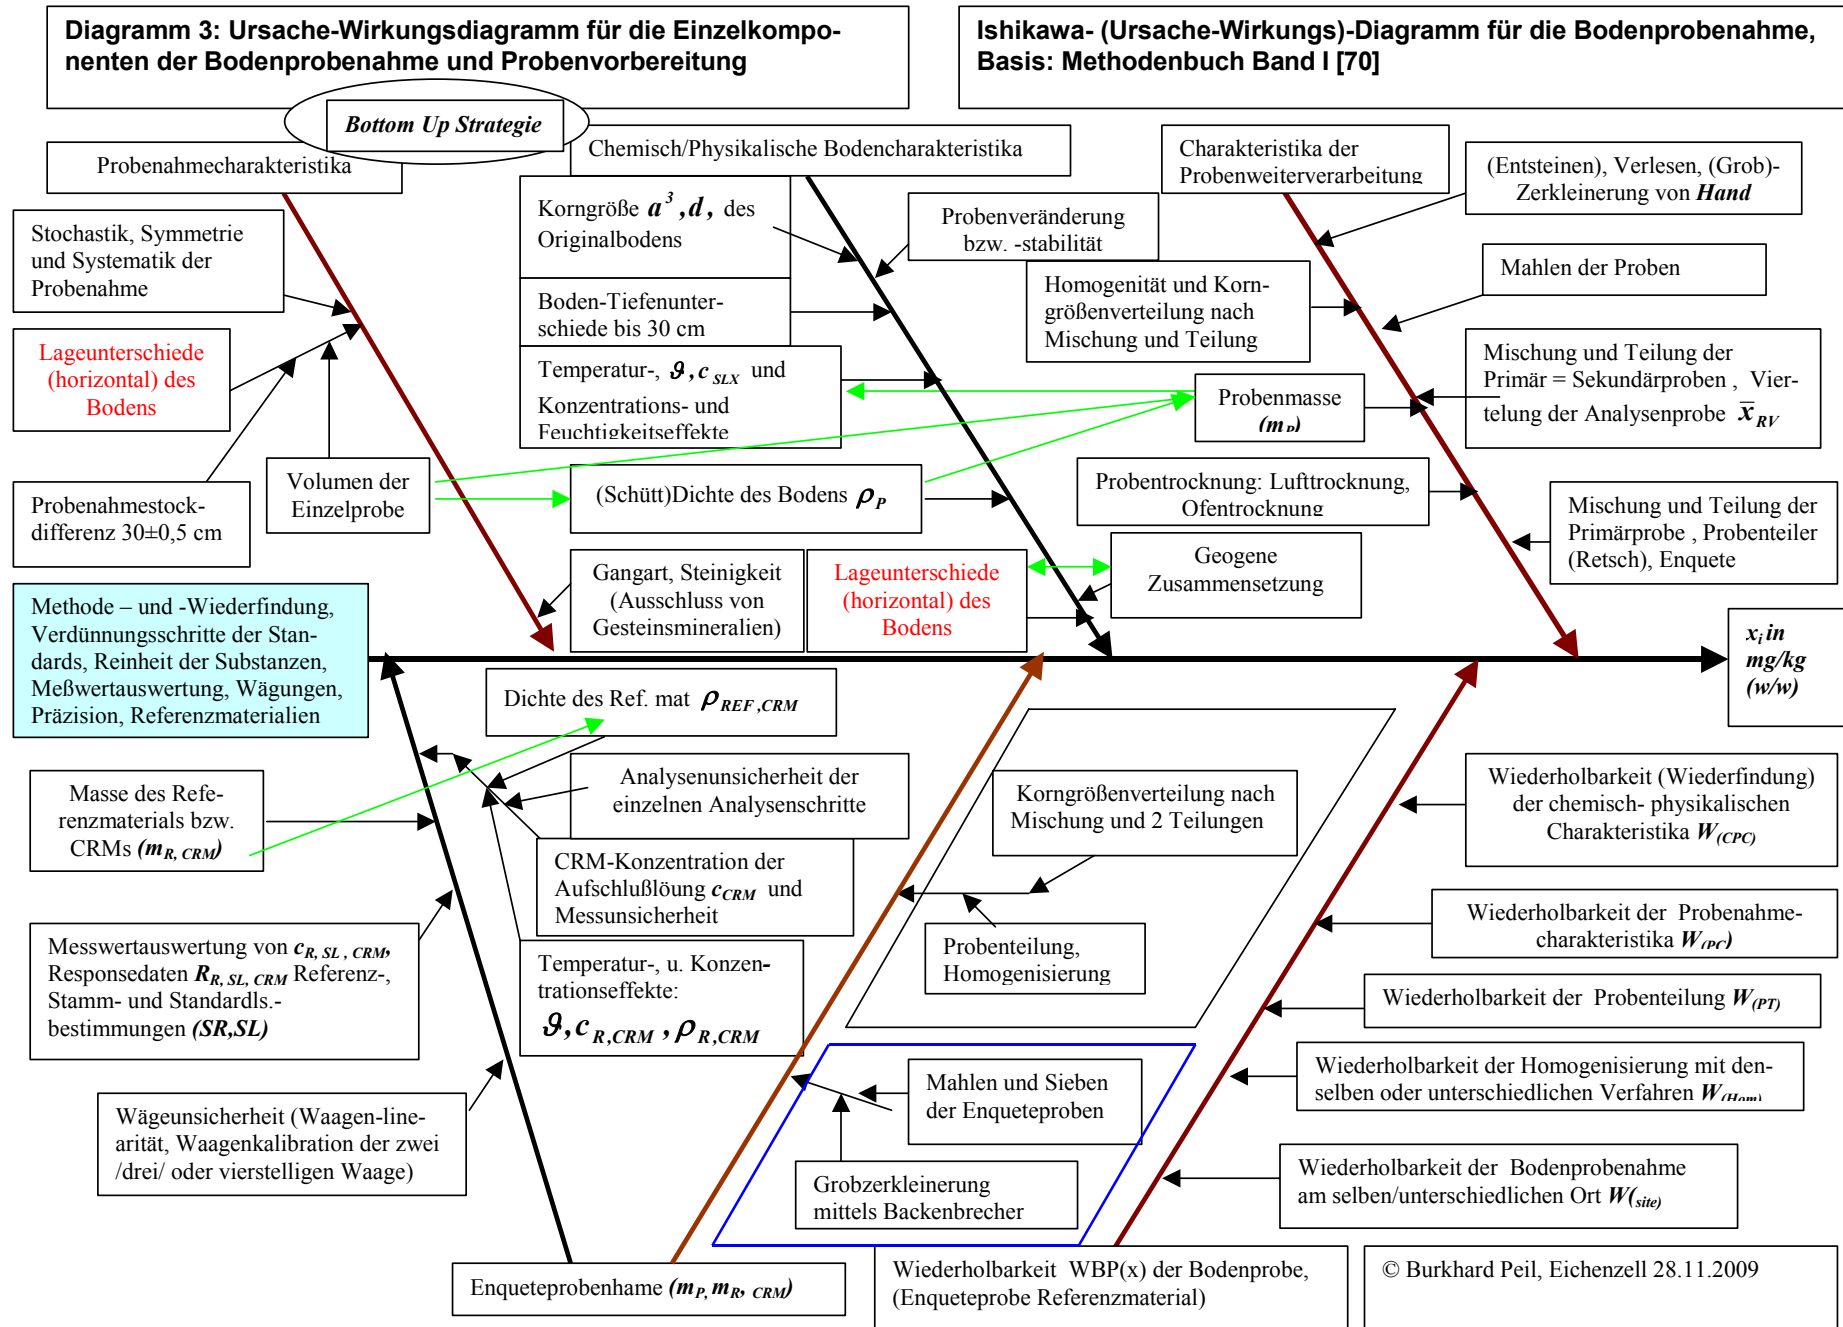 Diagramm 3: Ursache-Wirkungsdiagramm für die Einzelkompo-
nenten der Bodenprobenahme und Probenvorbereitung
Ishikawa- (Ursache-Wirkungs)-Diagramm für die Bodenprobenahme,
Basis: Methodenbuch Band I [70]
Bottom Up Strategie
Probenahmecharakteristika
Chemisch/Physikalische Bodencharakteristika
Charakteristika der
Probenweiterverarbeitung
(Entsteinen), Verlesen, (Grob)-
Zerkleinerung von Hand
Stochastik, Symmetrie
und Systematik der
Probenahme
Korngröße a³, d, des
Originalbodens
Probenveränderung
bzw. -stabilität
Mahlen der Proben
Boden-Tiefenunter-
schiede bis 30 cm
Homogenität und Korn-
größenverteilung nach
Mischung und Teilung
Lageunterschiede
(horizontal) des
Bodens
Temperatur-, ϑ, c SLX und
Konzentrations- und
Feuchtigkeitseffekte
Probenmasse
(m P)
Mischung und Teilung der
Primär = Sekundärproben , Vier-
telung der Analysenprobe x̄ RV
Probenahmestock-
differenz 30±0,5 cm
Volumen der
Einzelprobe
(Schütt)Dichte des Bodens ρ P
Probentrocknung: Lufttrocknung,
Ofentrocknung
Mischung und Teilung der
Primärprobe , Probenteiler
(Retsch), Enquete
Gangart, Steinigkeit
(Ausschluss von
Gesteinsmineralien)
Lageunterschiede
(horizontal) des
Bodens
Geogene
Zusammensetzung
Methode – und -Wiederfindung,
Verdünnungsschritte der Stan-
dards, Reinheit der Substanzen,
Meßwertauswertung, Wägungen,
Präzision, Referenzmaterialien
x i in
mg/kg
(w/w)
Dichte des Ref. mat ρ REF,CRM
Masse des Refe-
renzmaterials bzw.
CRMs (m R, CRM)
Analysenunsicherheit der
einzelnen Analysenschritte
Korngrößenverteilung nach
Mischung und 2 Teilungen
Wiederholbarkeit (Wiederfindung)
der chemisch- physikalischen
Charakteristika W (CPC)
CRM-Konzentration der
Aufschlußlöung c CRM und
Messunsicherheit
Wiederholbarkeit der Probenahme-
charakteristika W (PC)
Messwertauswertung von c R, SL , CRM,
Responsedaten R R, SL, CRM Referenz-,
Stamm- und Standardls.-
bestimmungen (SR,SL)
Temperatur-, u. Konzen-
trationseffekte:
ϑ, c R,CRM , ρ R,CRM
Probenteilung,
Homogenisierung
Wiederholbarkeit der Probenteilung W (PT)
Wiederholbarkeit der Homogenisierung mit den-
selben oder unterschiedlichen Verfahren W (Hom)
Mahlen und Sieben
der Enqueteproben
Wägeunsicherheit (Waagen-line-
arität, Waagenkalibration der zwei
/drei/ oder vierstelligen Waage)
Grobzerkleinerung
mittels Backenbrecher
Wiederholbarkeit der Bodenprobenahme
am selben/unterschiedlichen Ort W( site)
Enqueteprobenhame (m P, m R, CRM)
Wiederholbarkeit WBP(x) der Bodenprobe,
(Enqueteprobe Referenzmaterial)
© Burkhard Peil, Eichenzell 28.11.2009